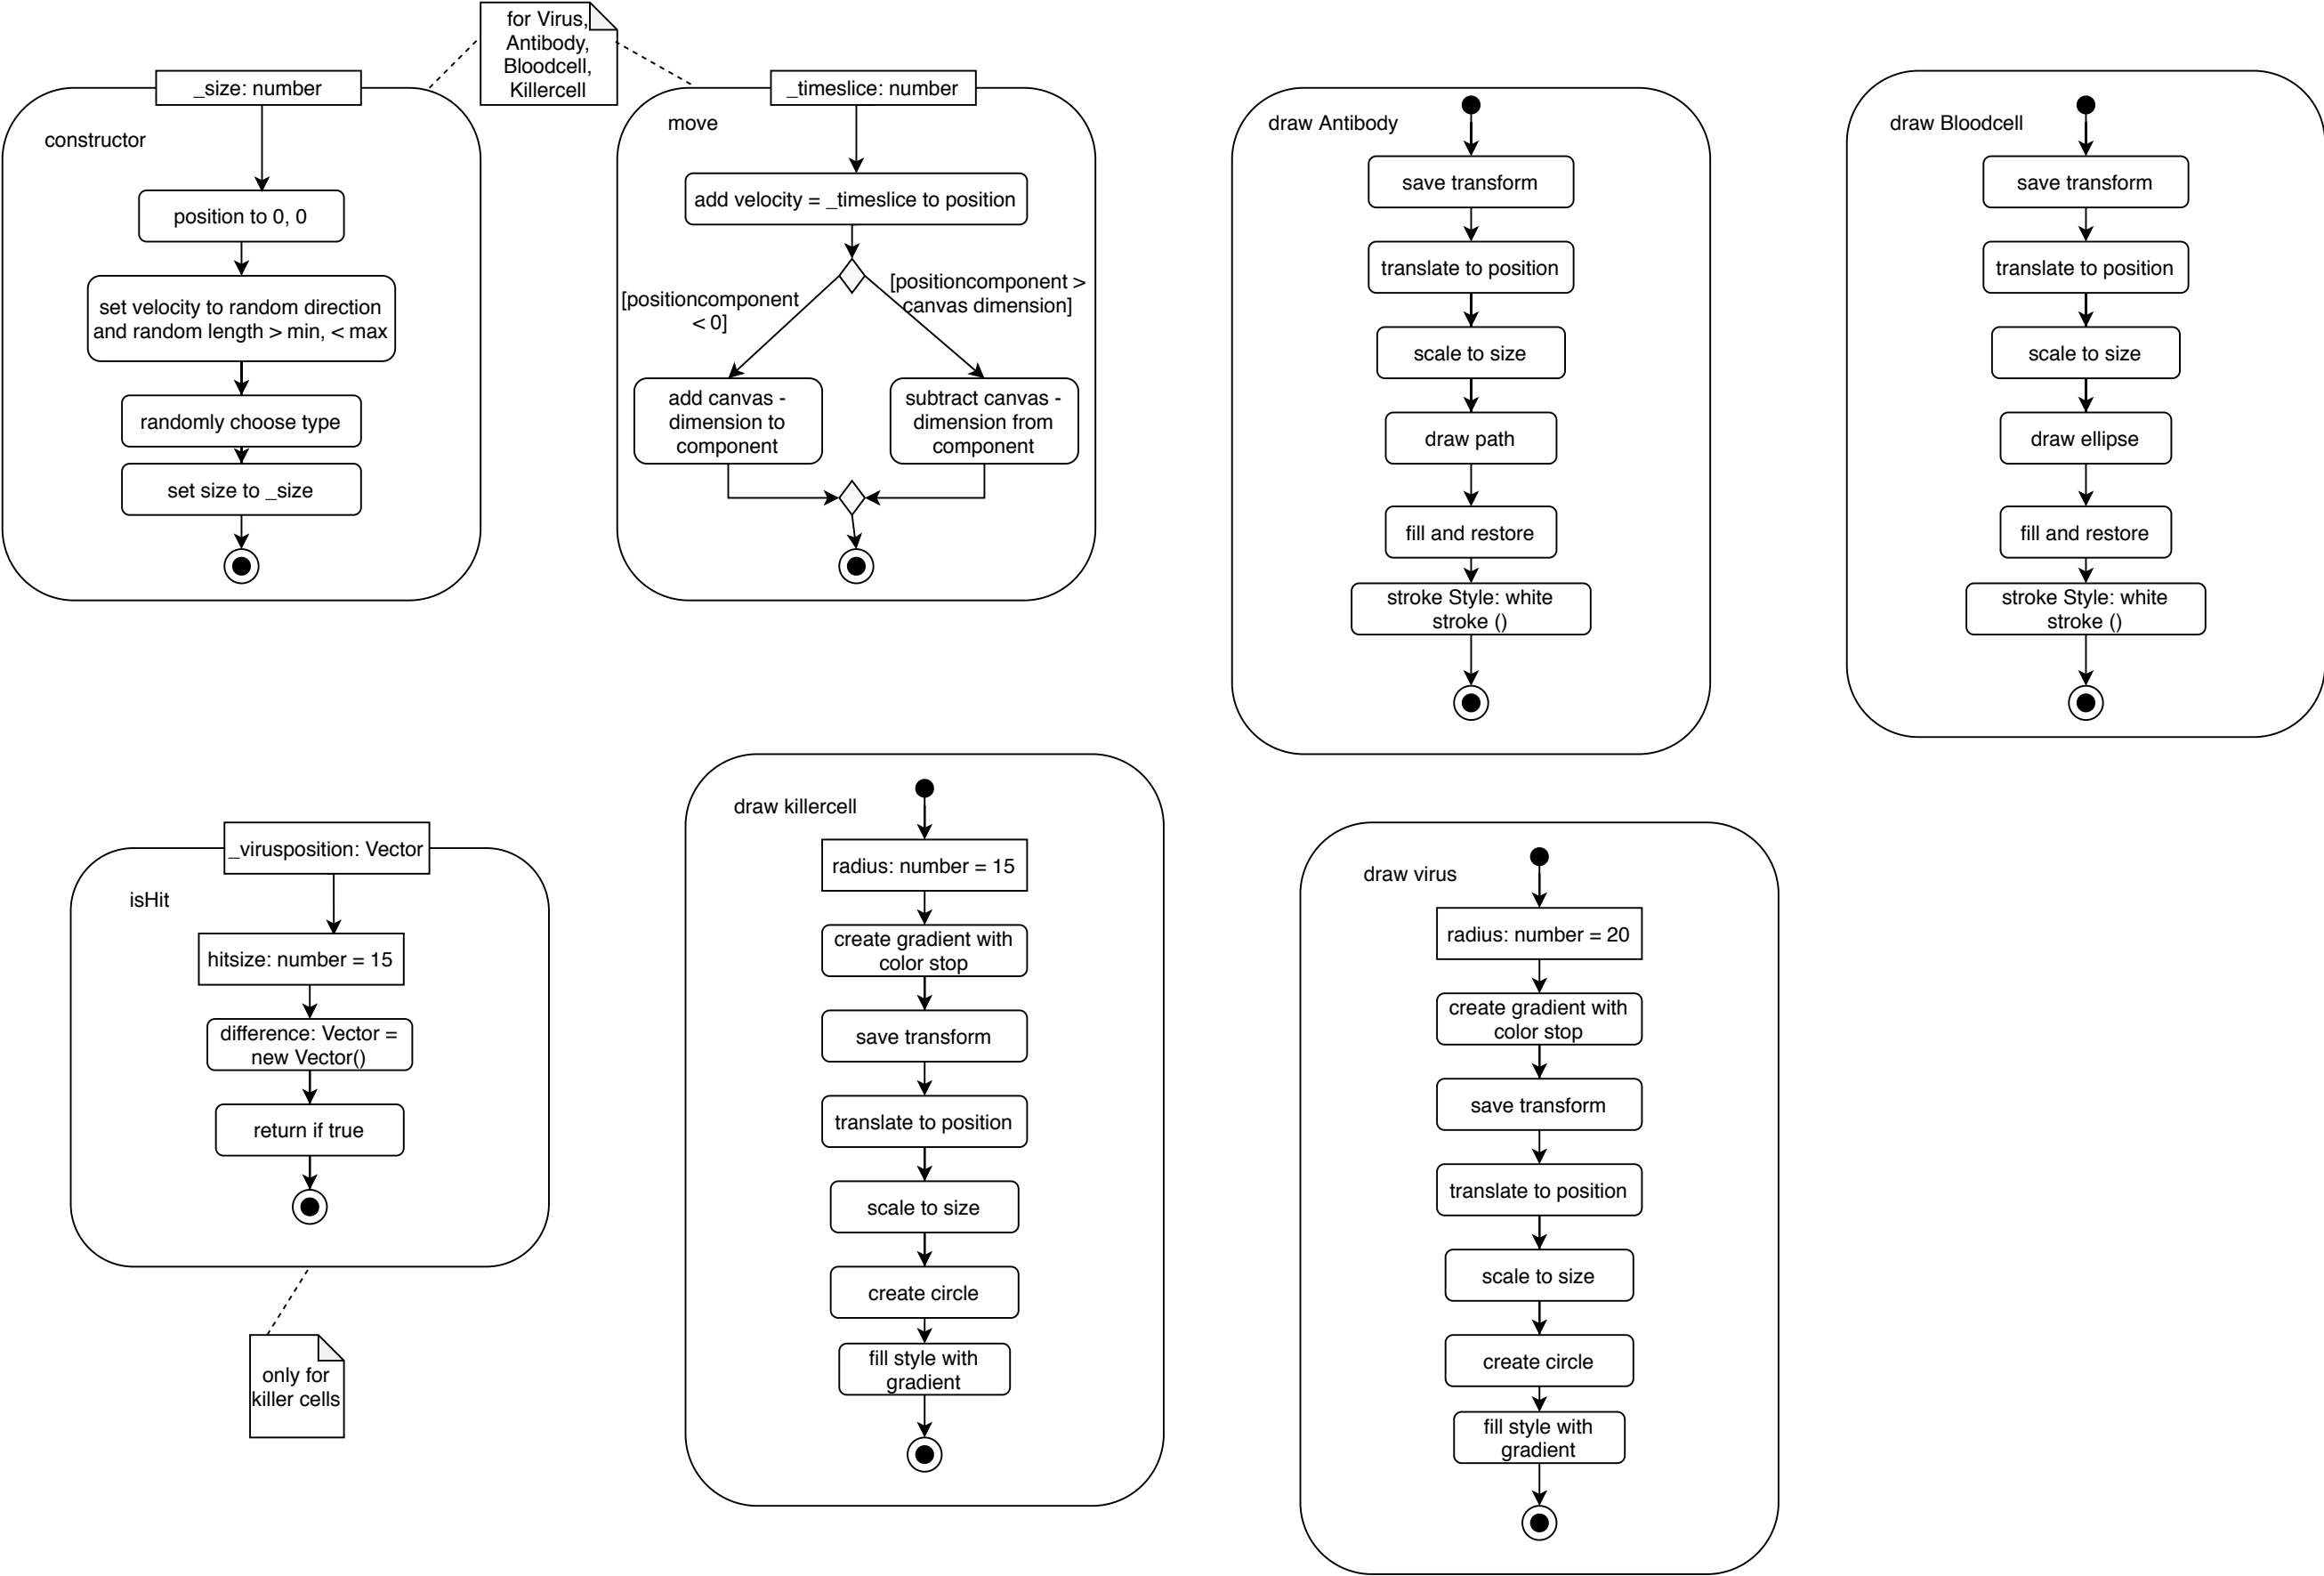 for Virus,
Antibody,
Bloodcell,
Killercell
_size: number
constructor
position to 0, 0
set velocity to random direction
and random length > min, < max
randomly choose type
set size to _size
_timeslice: number
move
add velocity = _timeslice to position
[positioncomponent
< 0]
[positioncomponent >
canvas dimension]
add canvas -
dimension to
component
subtract canvas -
dimension from
component
draw Antibody
save transform
translate to position
scale to size
draw path
fill and restore
stroke Style: white
stroke ()
draw Bloodcell
save transform
translate to position
scale to size
draw ellipse
fill and restore
stroke Style: white
stroke ()
_virusposition: Vector
isHit
hitsize: number = 15
difference: Vector =
new Vector()
return if true
only for
killer cells
draw killercell
radius: number = 15
create gradient with
color stop
save transform
translate to position
scale to size
create circle
fill style with
gradient
draw virus
radius: number = 20
create gradient with
color stop
save transform
translate to position
scale to size
create circle
fill style with
gradient